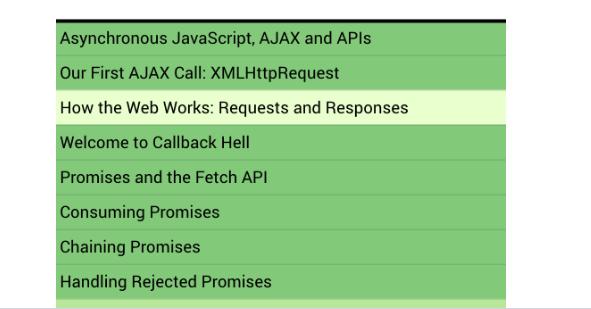 Asynchronous JavaScript, AJAX and APIs
Our First AJAX Call: XMLHttpRequest
How the Web Works: Requests and Responses
Welcome to Callback Hell
Promises and the Fetch API
Consuming Promises
Chaining Promises
Handling Rejected Promises